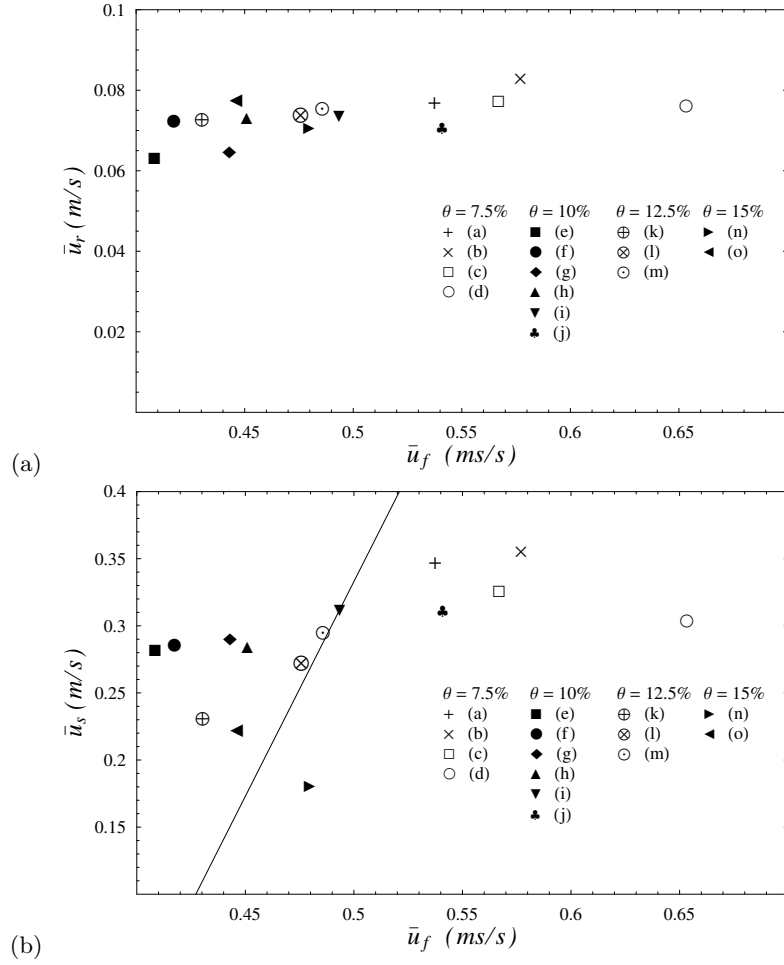 0.1
0.08
0.06
0.04
0.02
ū_r (m/s)
θ = 7.5% θ = 10% θ = 12.5% θ = 15%
(a) (e) (k) (n)
(b) (f) (l) (o)
(c) (g) (m)
(d) (h)
(i)
(j)
0.45 0.5 0.55 0.6 0.65
ū_f (ms/s)
(a)
0.4
0.35
0.3
0.25
0.2
0.15
ū_s (m/s)
θ = 7.5% θ = 10% θ = 12.5% θ = 15%
(a) (e) (k) (n)
(b) (f) (l) (o)
(c) (g) (m)
(d) (h)
(i)
(j)
0.45 0.5 0.55 0.6 0.65
ū_f (ms/s)
(b)